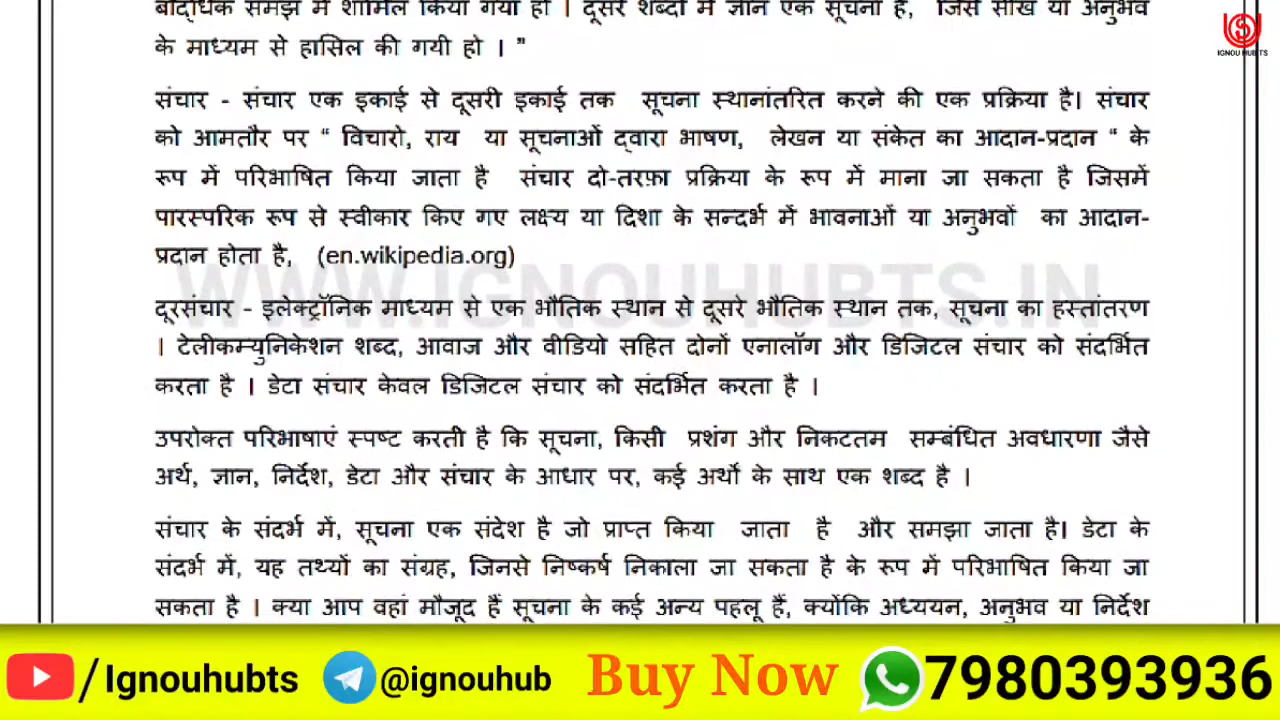 बौद्धिक समझ में शामिल किया गया हो । दूसरे शब्दों में ज्ञान एक सूचना है, जिसे सीख या अनुभव
के माध्यम से हासिल की गयी हो । ”
IGNOU HUBTS
संचार - संचार एक इकाई से दूसरी इकाई तक सूचना स्थानांतरित करने की एक प्रक्रिया है। संचार
को आमतौर पर “ विचारो, राय या सूचनाओं द्वारा भाषण, लेखन या संकेत का आदान-प्रदान “ के
रूप में परिभाषित किया जाता है संचार दो-तरफ़ा प्रक्रिया के रूप में माना जा सकता है जिसमें
पारस्परिक रूप से स्वीकार किए गए लक्ष्य या दिशा के सन्दर्भ में भावनाओं या अनुभवों का आदान-
प्रदान होता है, (en.wikipedia.org)
WWW.IGNOUHUBTS.IN
दूरसंचार - इलेक्ट्रॉनिक माध्यम से एक भौतिक स्थान से दूसरे भौतिक स्थान तक, सूचना का हस्तांतरण
। टेलीकम्युनिकेशन शब्द, आवाज और वीडियो सहित दोनों एनालॉग और डिजिटल संचार को संदर्भित
करता है । डेटा संचार केवल डिजिटल संचार को संदर्भित करता है ।
उपरोक्त परिभाषाएं स्पष्ट करती है कि सूचना, किसी प्रशंग और निकटतम सम्बंधित अवधारणा जैसे
अर्थ, ज्ञान, निर्देश, डेटा और संचार के आधार पर, कई अर्थो के साथ एक शब्द है ।
संचार के संदर्भ में, सूचना एक संदेश है जो प्राप्त किया जाता है और समझा जाता है। डेटा के
संदर्भ में, यह तथ्यों का संग्रह, जिनसे निष्कर्ष निकाला जा सकता है के रूप में परिभाषित किया जा
सकता है । क्या आप वहां मौजूद हैं सूचना के कई अन्य पहलू हैं, क्योंकि अध्ययन, अनुभव या निर्देश
/Ignouhubts @ignouhub Buy Now 7980393936